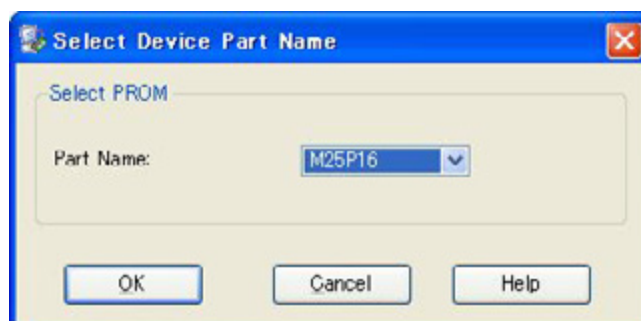 Select Device Part Name
Select PROM
Part Name: M25P16
OK Cancel Help